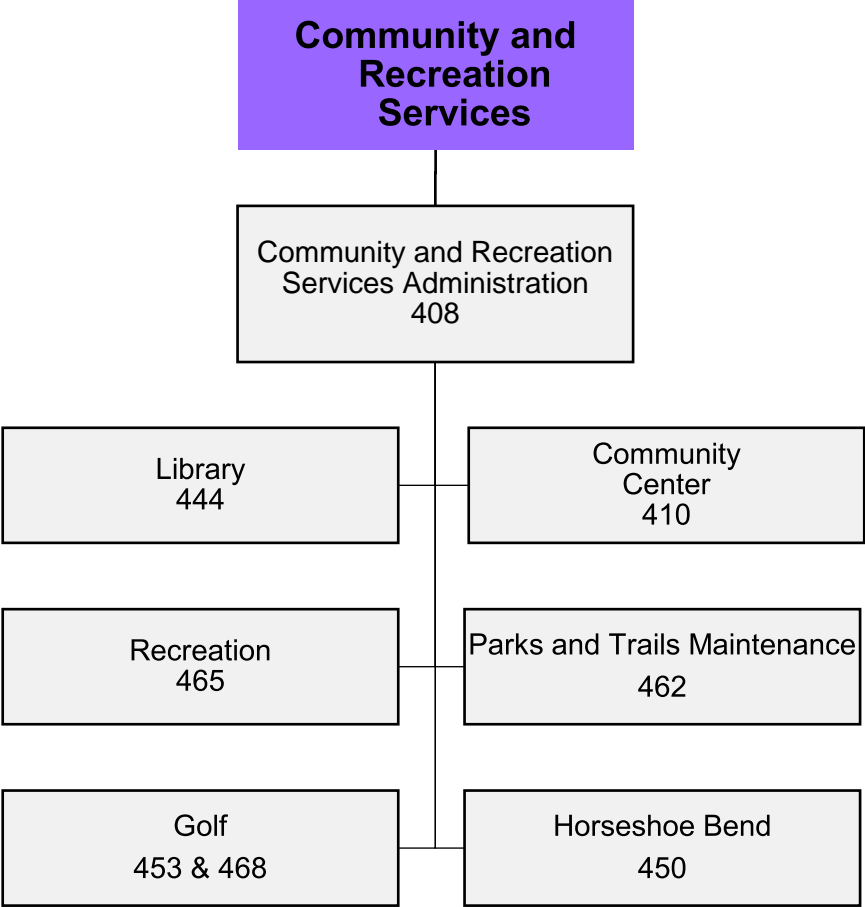 Community and
Recreation
Services
Community and Recreation
Services Administration
408
Library
444
Community
Center
410
Recreation
465
Parks and Trails Maintenance
462
Golf
453 & 468
Horseshoe Bend
450